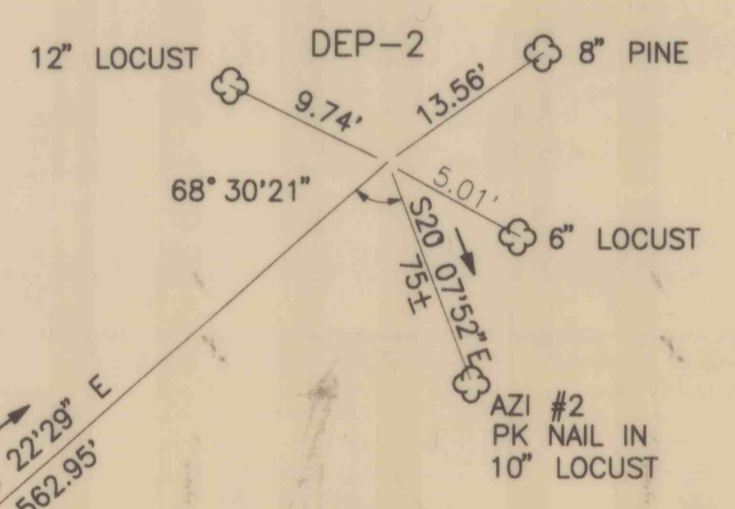 DEP-2
12" LOCUST
8" PINE
9.74'
13.56'
68° 30'21"
5.01'
6" LOCUST
S20 07'52" E
75±
AZI #2
PK NAIL IN
10" LOCUST
22'29" E
562.95'